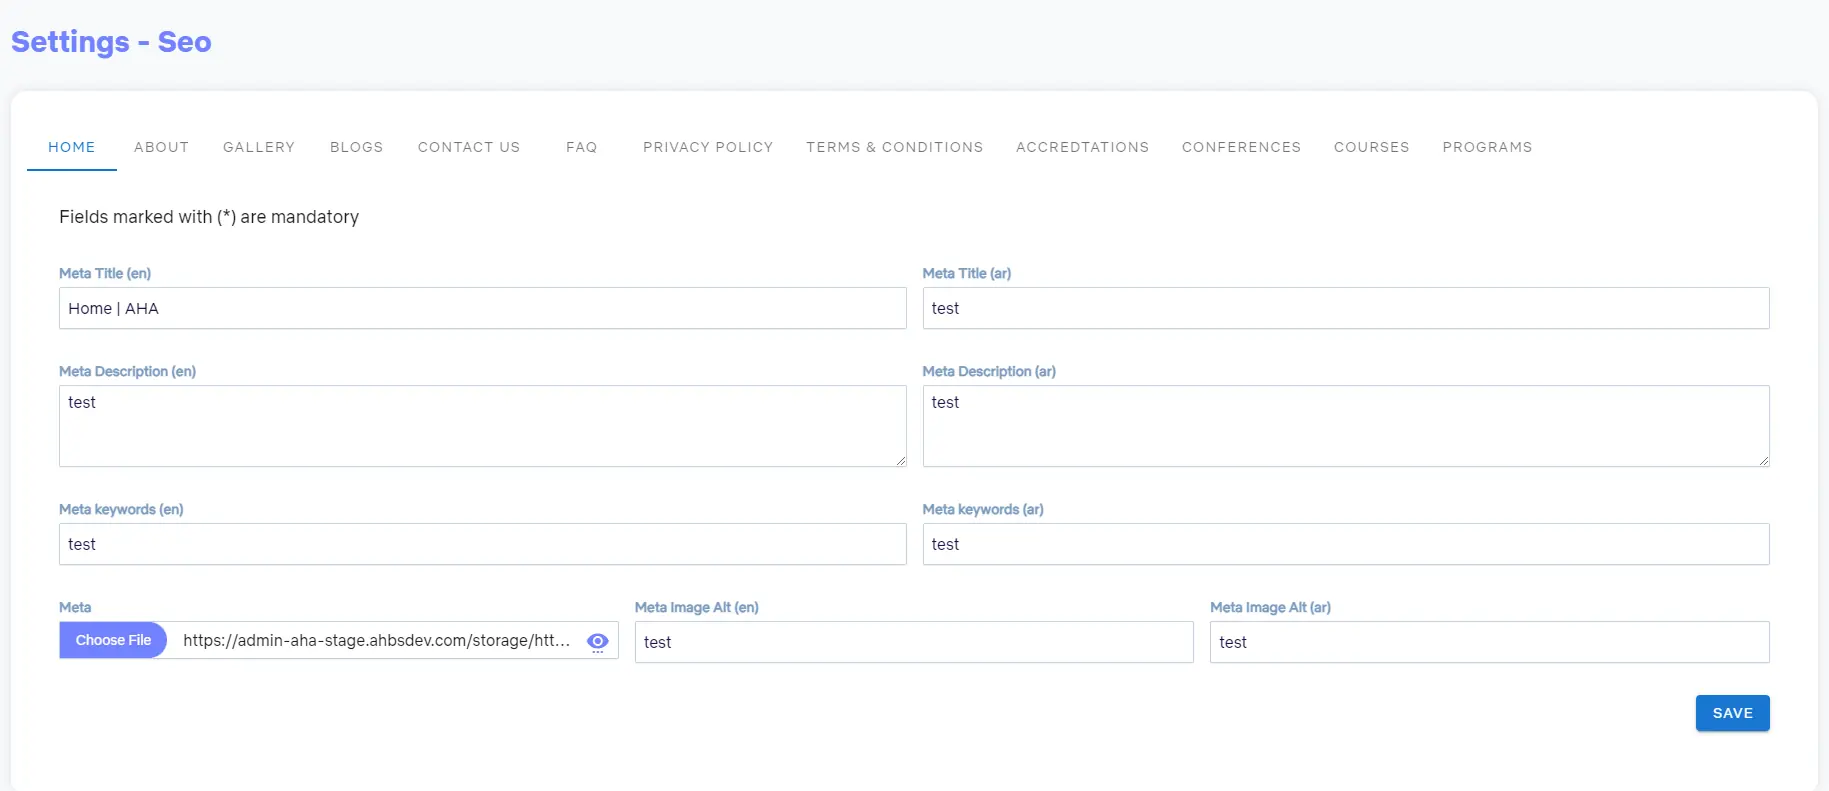 Settings - Seo
HOME ABOUT GALLERY BLOGS CONTACT US FAQ PRIVACY POLICY TERMS & CONDITIONS ACCREDTATIONS CONFERENCES COURSES PROGRAMS
Fields marked with (*) are mandatory
Meta Title (en) Meta Title (ar)
Home | AHA test
Meta Description (en) Meta Description (ar)
test test
Meta keywords (en) Meta keywords (ar)
test test
Meta Meta Image Alt (en) Meta Image Alt (ar)
Choose File https://admin-aha-stage.ahbsdev.com/storage/htt... test test
SAVE